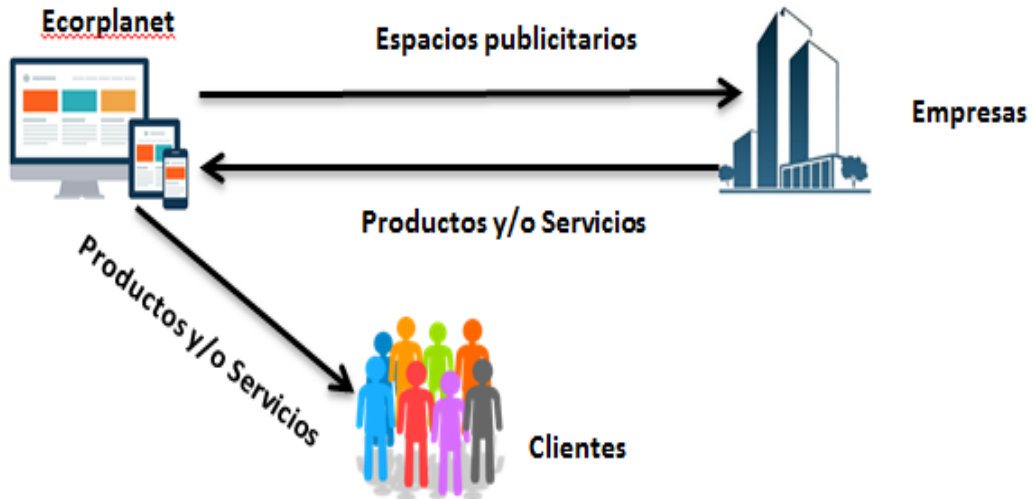 Ecorplanet
Espacios publicitarios
Empresas
Productos y/o Servicios
Productos y/o Servicios
Clientes